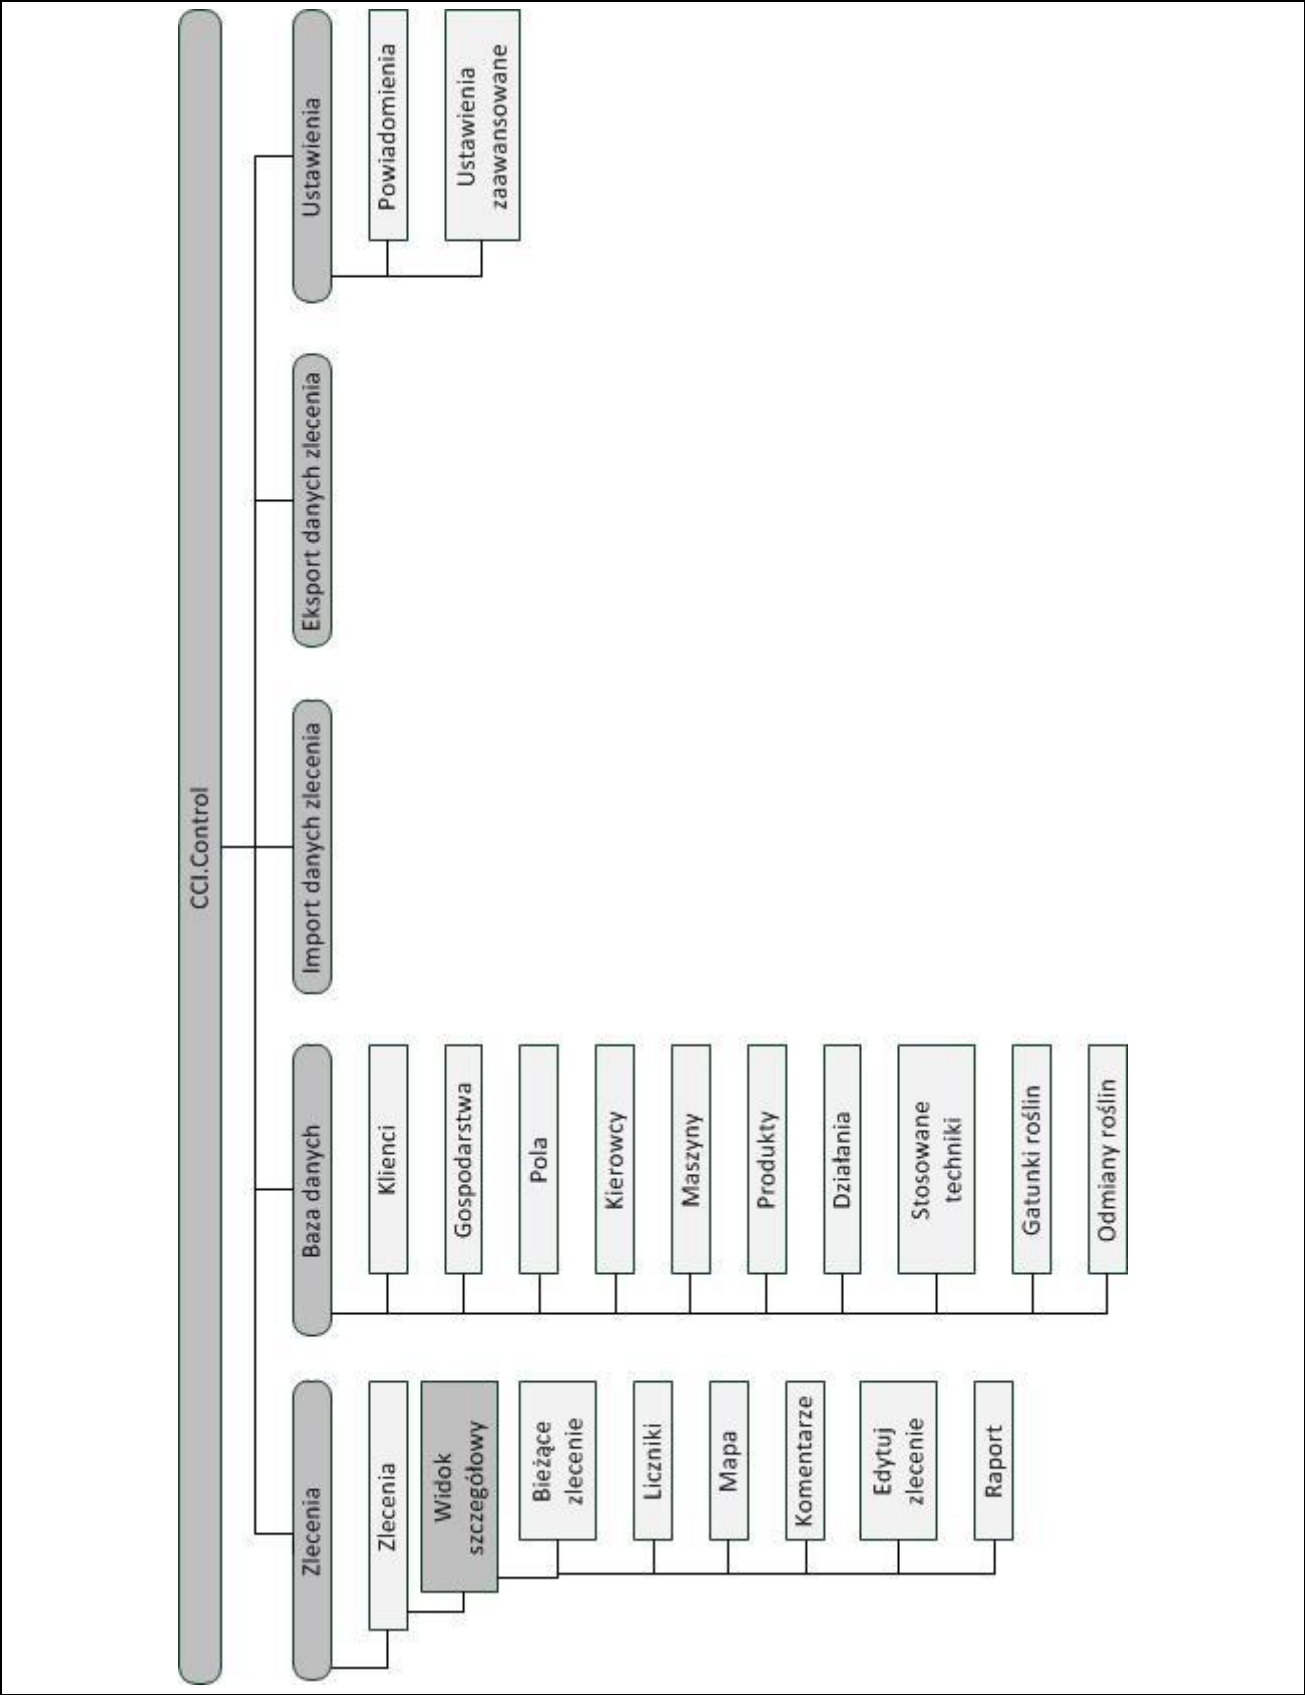 CCI.Control
Zlecenia
Zlecenia
Widok
szczegółowy
Bieżące
zlecenie
Liczniki
Mapa
Komentarze
Edytuj
zlecenie
Raport
Baza danych
Klienci
Gospodarstwa
Pola
Kierowcy
Maszyny
Produkty
Działania
Stosowane
techniki
Gatunki roślin
Odmiany roślin
Import danych zlecenia
Eksport danych zlecenia
Ustawienia
Powiadomienia
Ustawienia
zaawansowane